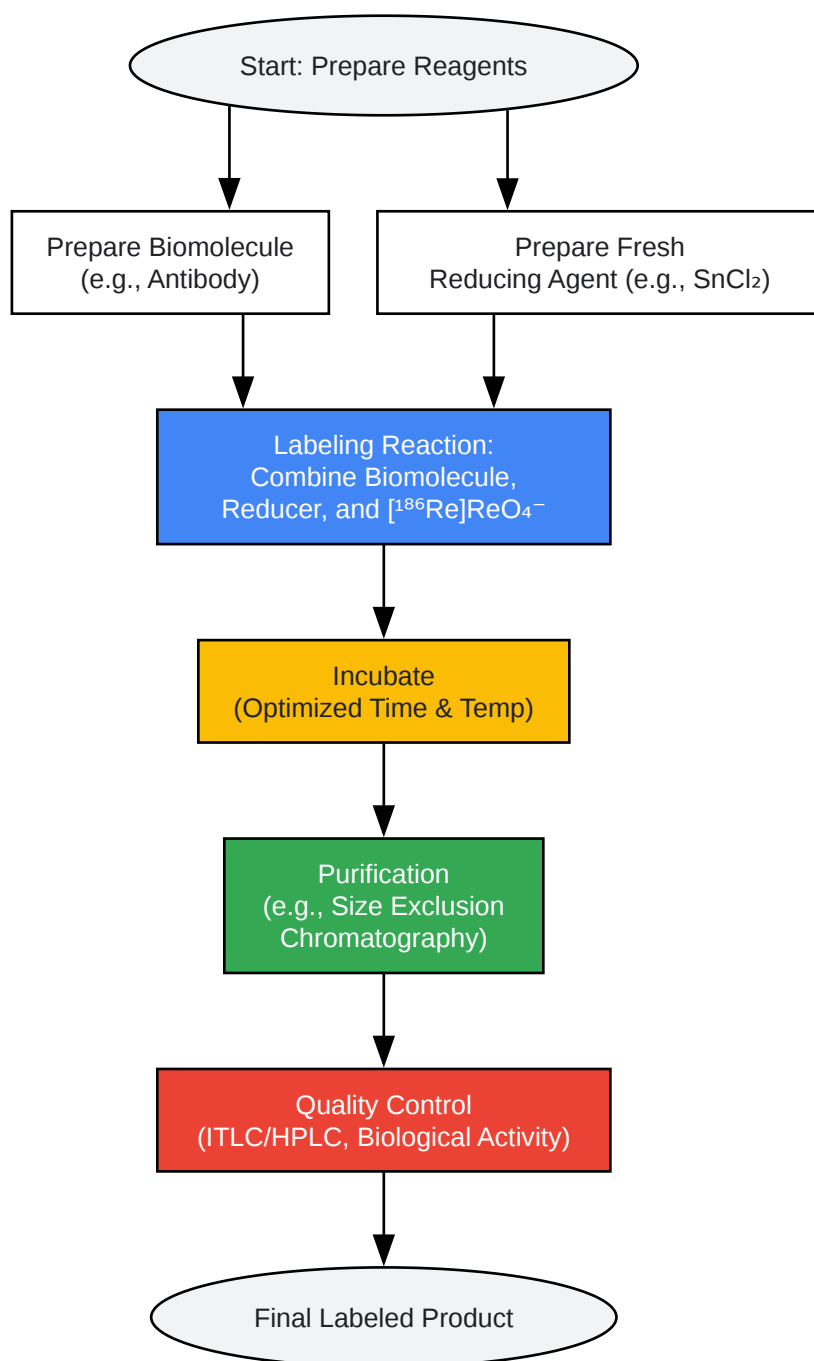 Start: Prepare Reagents
Prepare Biomolecule
(e.g., Antibody)
Prepare Fresh
Reducing Agent (e.g., SnCl₂)
Labeling Reaction:
Combine Biomolecule,
Reducer, and [¹⁸⁶Re]ReO₄⁻
Incubate
(Optimized Time & Temp)
Purification
(e.g., Size Exclusion
Chromatography)
Quality Control
(ITLC/HPLC, Biological Activity)
Final Labeled Product